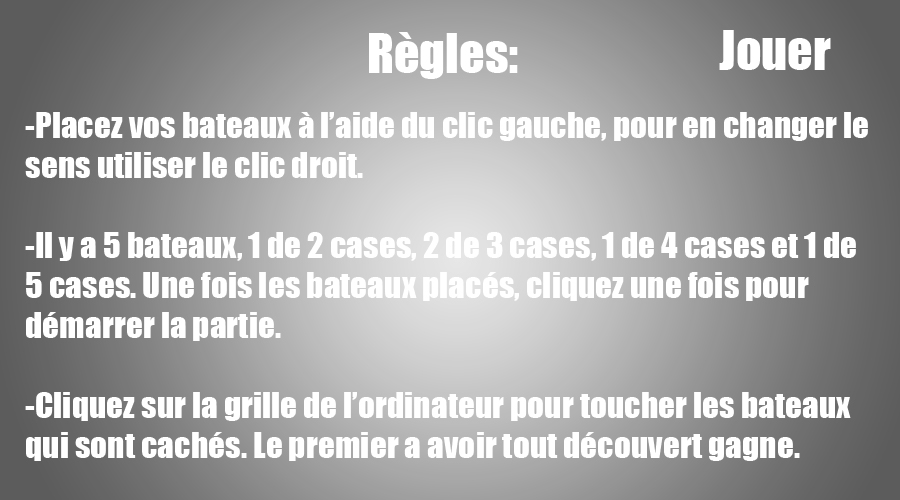 Règles:
Jouer
-Placez vos bateaux à l’aide du clic gauche, pour en changer le
sens utiliser le clic droit.
-Il y a 5 bateaux, 1 de 2 cases, 2 de 3 cases, 1 de 4 cases et 1 de
5 cases. Une fois les bateaux placés, cliquez une fois pour
démarrer la partie.
-Cliquez sur la grille de l’ordinateur pour toucher les bateaux
qui sont cachés. Le premier a avoir tout découvert gagne.